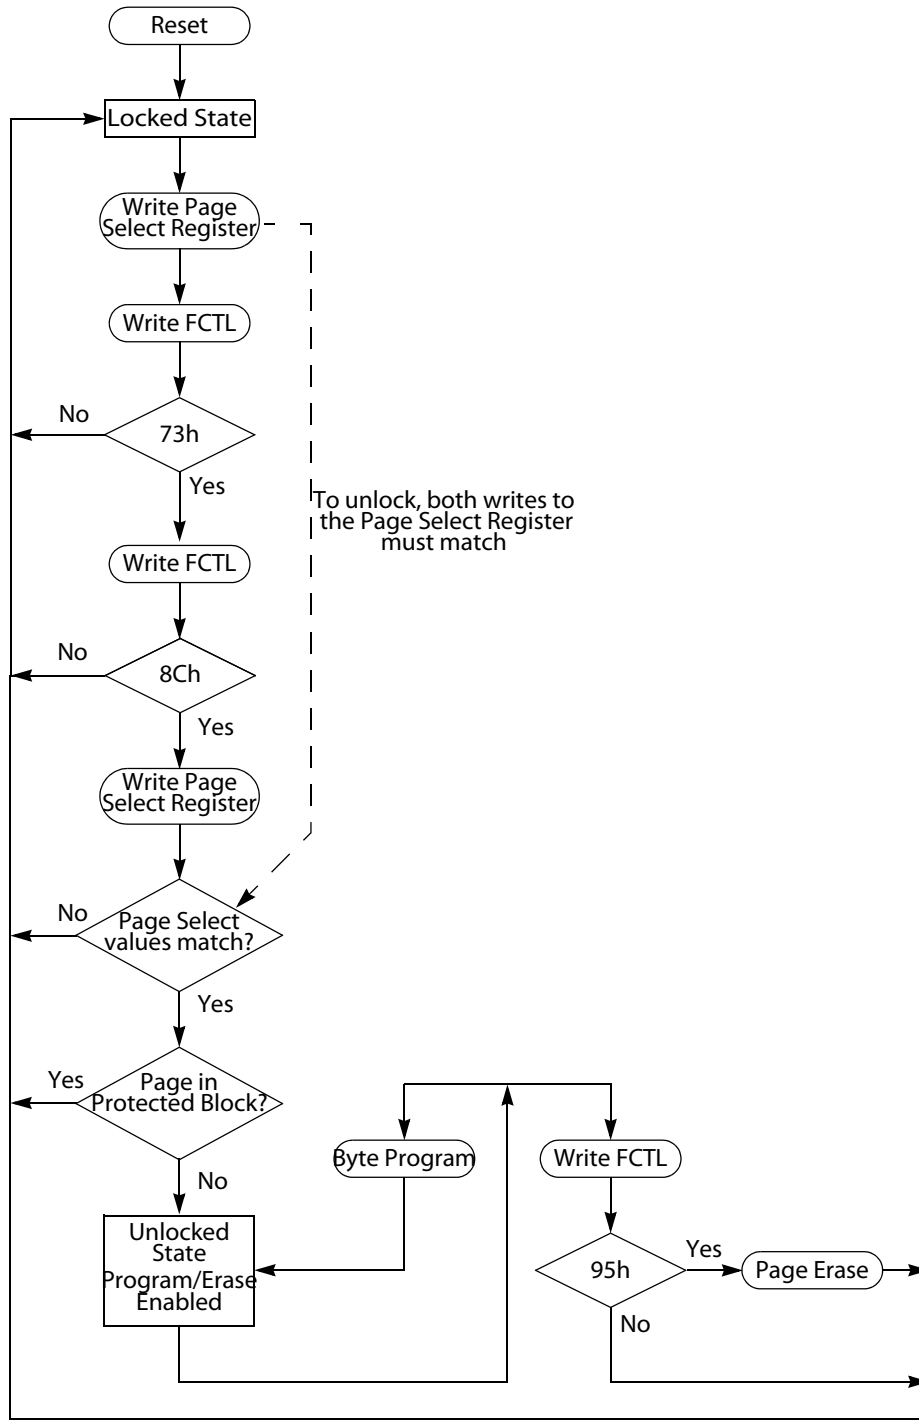 Reset
Locked State
Write Page
Select Register
Write FCTL
No
73h
Yes
To unlock, both writes to
the Page Select Register
must match
Write FCTL
No
8Ch
Yes
Write Page
Select Register
No
Page Select
values match?
Yes
Yes
Page in
Protected Block?
No
Byte Program
Write FCTL
Unlocked
State
Program/Erase
Enabled
95h
Yes
Page Erase
No